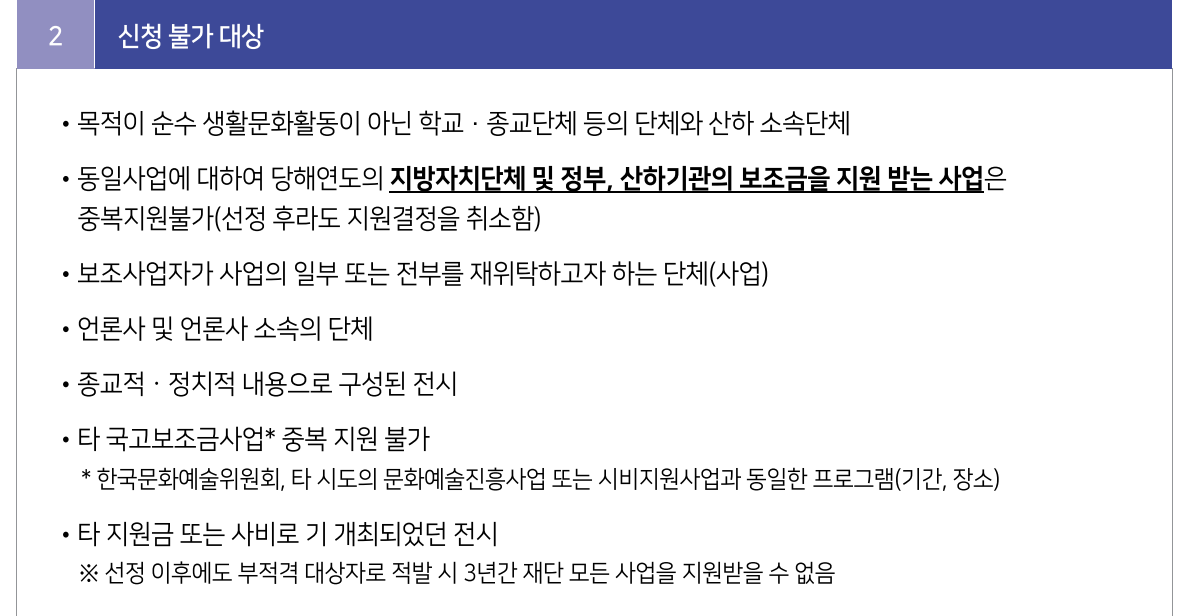 2 신청 불가 대상
• 목적이 순수 생활문화활동이 아닌 학교 · 종교단체 등의 단체와 산하 소속단체
• 동일사업에 대하여 당해연도의 지방자치단체 및 정부, 산하기관의 보조금을 지원 받는 사업은
중복지원불가(선정 후라도 지원결정을 취소함)
• 보조사업자가 사업의 일부 또는 전부를 재위탁하고자 하는 단체(사업)
• 언론사 및 언론사 소속의 단체
• 종교적 · 정치적 내용으로 구성된 전시
• 타 국고보조금사업* 중복 지원 불가
* 한국문화예술위원회, 타 시도의 문화예술진흥사업 또는 시비지원사업과 동일한 프로그램(기간, 장소)
• 타 지원금 또는 사비로 기 개최되었던 전시
※ 선정 이후에도 부적격 대상자로 적발 시 3년간 재단 모든 사업을 지원받을 수 없음